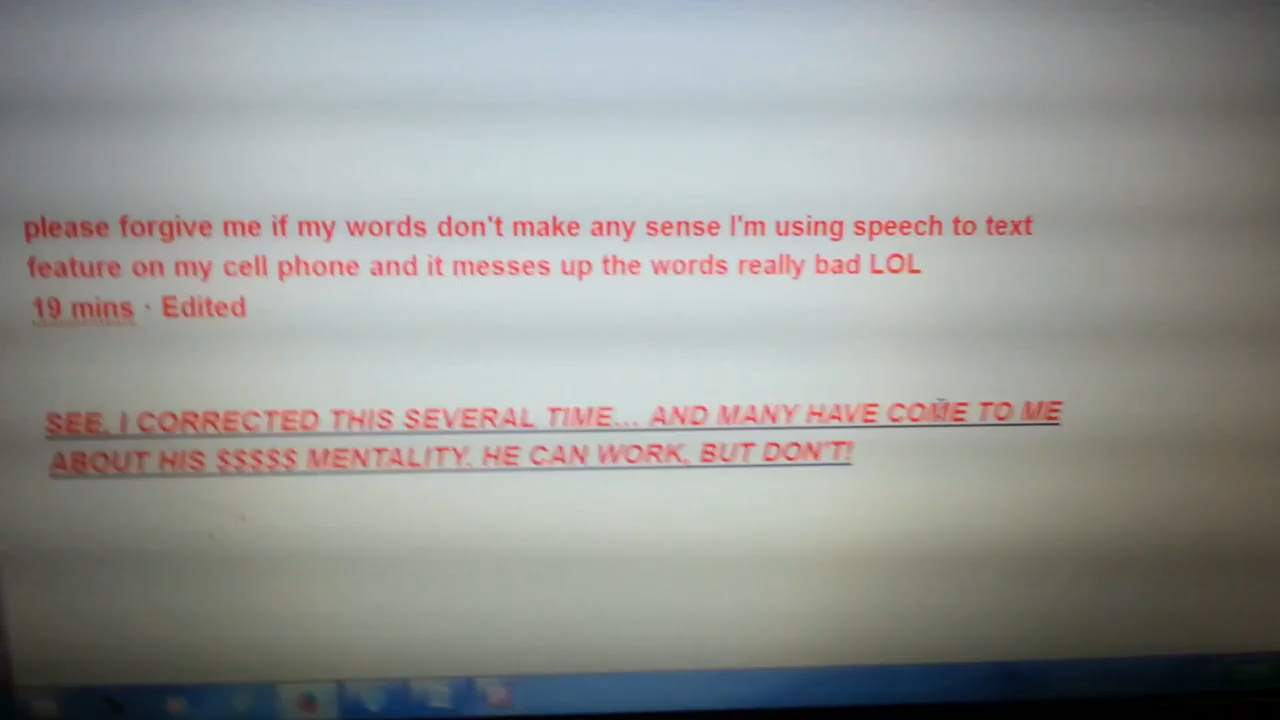 please forgive me if my words don't make any sense I'm using speech to text
feature on my cell phone and it messes up the words really bad LOL
19 mins · Edited
SEE, I CORRECTED THIS SEVERAL TIME... AND MANY HAVE COME TO ME
ABOUT HIS $$$$$ MENTALITY. HE CAN WORK, BUT DON'T!